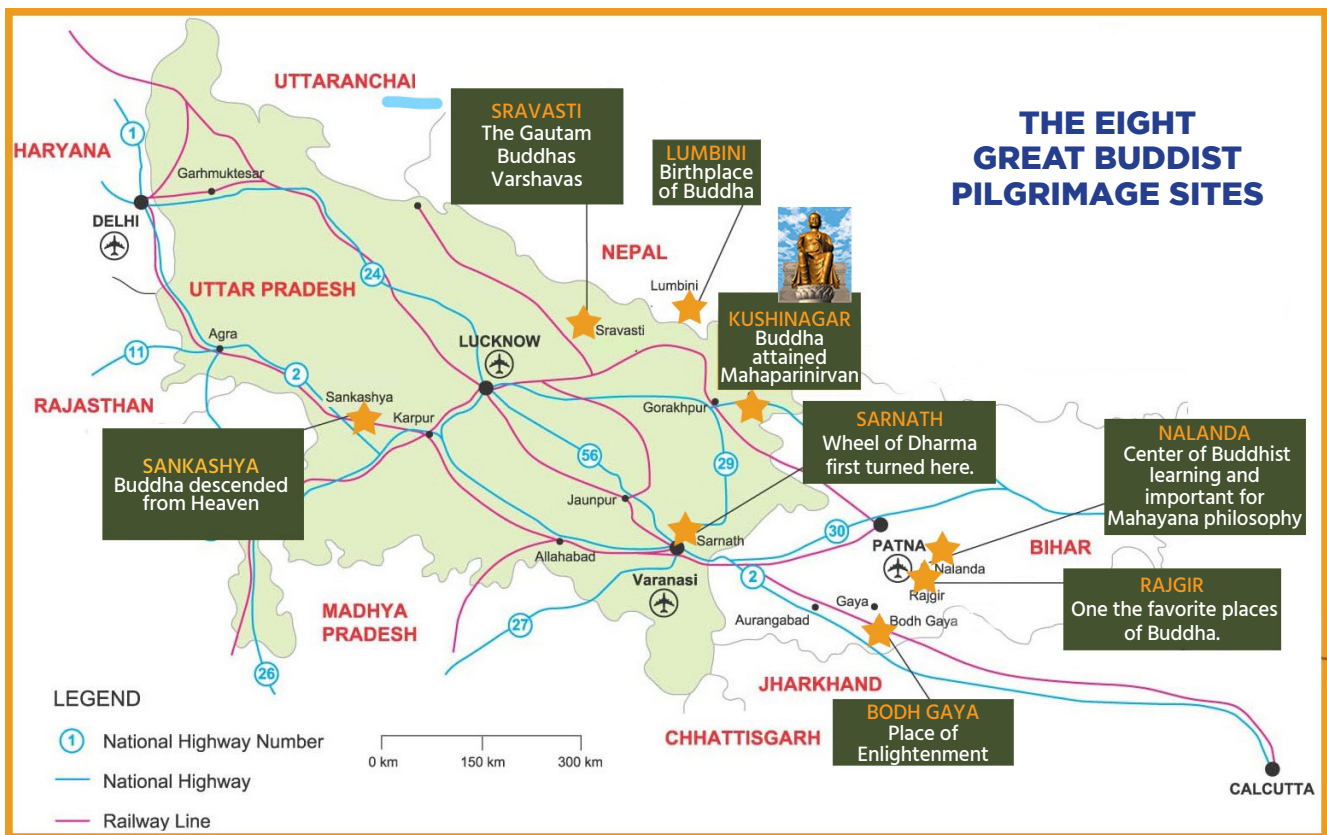 THE EIGHT
GREAT BUDDIST
PILGRIMAGE SITES
UTTARANCHAI
HARYANA
1
Garhmuktesar
DELHI
SRAVASTI
The Gautam
Buddhas
Varshavas
LUMBINI
Birthplace
of Buddha
NEPAL
Lumbini
24
UTTAR PRADESH
Sravasti
KUSHINAGAR
Buddha
attained
Mahaparinirvan
Agra
11
2
LUCKNOW
RAJASTHAN
Sankashya
Karpur
Gorakhpur
SANKASHYA
Buddha descended
from Heaven
56
29
SARNATH
Wheel of Dharma
first turned here.
NALANDA
Center of Buddhist
learning and
important for
Mahayana philosophy
Jaunpur
30
Sarnath
Allahabad
PATNA
BIHAR
Nalanda
Varanasi
2
Rajgir
RAJGIR
One the favorite places
of Buddha.
MADHYA
PRADESH
27
Gaya
Aurangabad
Bodh Gaya
26
JHARKHAND
CHHATTISGARH
BODH GAYA
Place of
Enlightenment
CALCUTTA
LEGEND
1 National Highway Number
National Highway
Railway Line
0 km 150 km 300 km